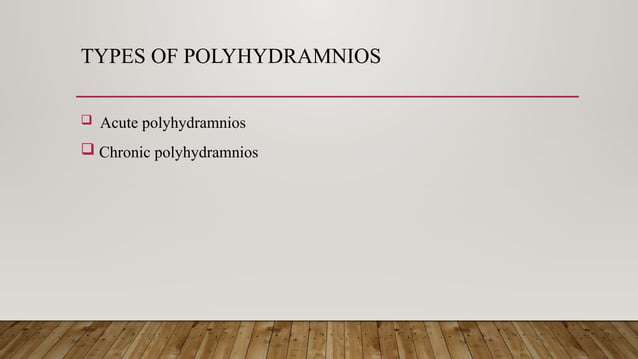 TYPES OF POLYHYDRAMNIOS
Acute polyhydramnios
Chronic polyhydramnios